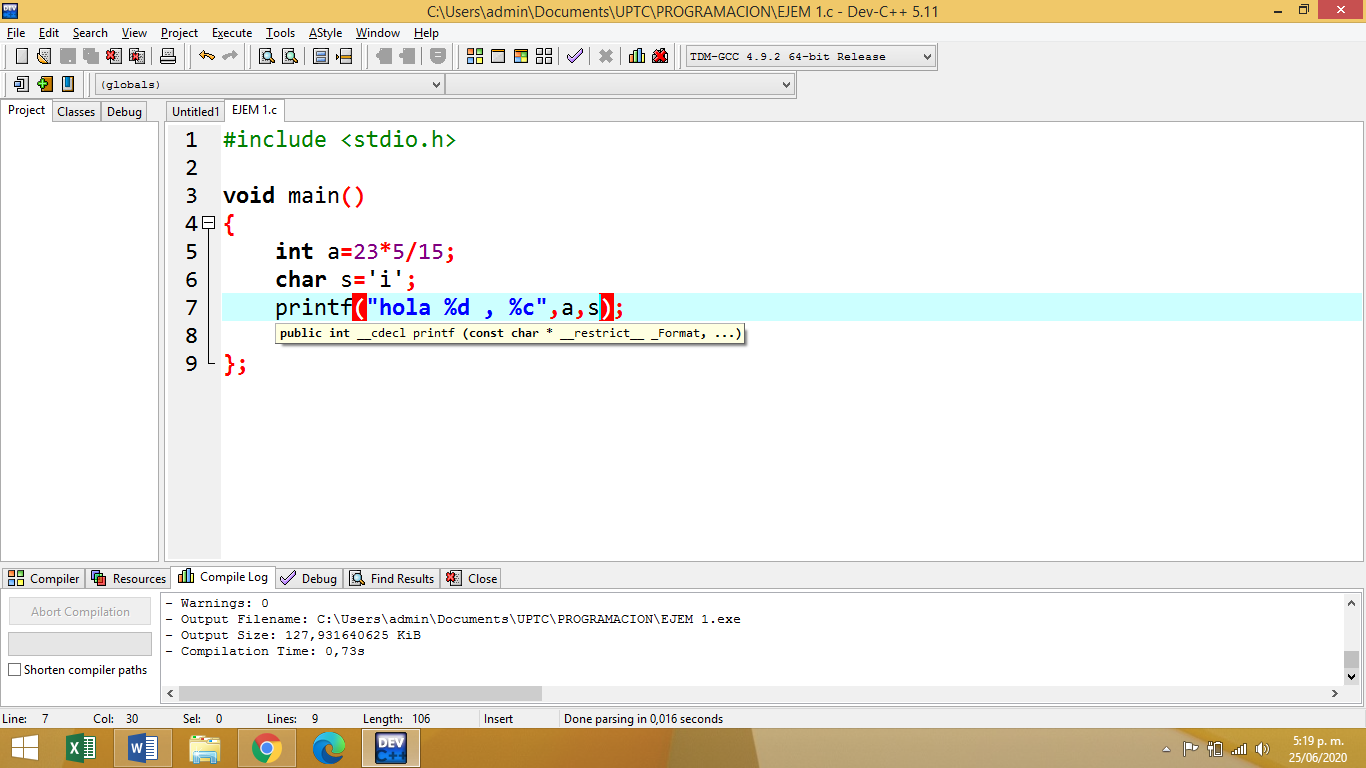 C:\Users\admin\Documents\UPTC\PROGRAMACION\EJEM 1.c - Dev-C++ 5.11
File Edit Search View Project Execute Tools AStyle Window Help
TDM-GCC 4.9.2 64-bit Release
(globals)
Project Classes Debug Untitled1 EJEM 1.c
1 #include <stdio.h>
2
3 void main()
4 {
5 int a=23*5/15;
6 char s='i';
7 printf("hola %d , %c",a,s);
public int __cdecl printf (const char * __restrict__ _Format, ...)
8
9 };
Compiler Resources Compile Log Debug Find Results Close
Abort Compilation
Shorten compiler paths
- Warnings: 0
- Output Filename: C:\Users\admin\Documents\UPTC\PROGRAMACION\EJEM 1.exe
- Output Size: 127,931640625 KiB
- Compilation Time: 0,73s
Line: 7 Col: 30 Sel: 0 Lines: 9 Length: 106 Insert Done parsing in 0,016 seconds
DEV C++
5:19 p. m.
25/06/2020